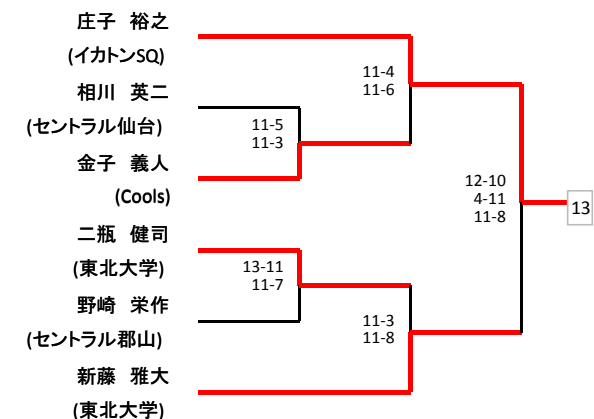 庄子 裕之
(イカトンSQ)
相川 英二
(セントラル仙台)
金子 義人
(Cools)
二瓶 健司
(東北大学)
野崎 栄作
(セントラル郡山)
新藤 雅大
(東北大学)
11-5
11-3
13-11
11-7
11-4
11-6
11-3
11-8
12-10
4-11
11-8
13